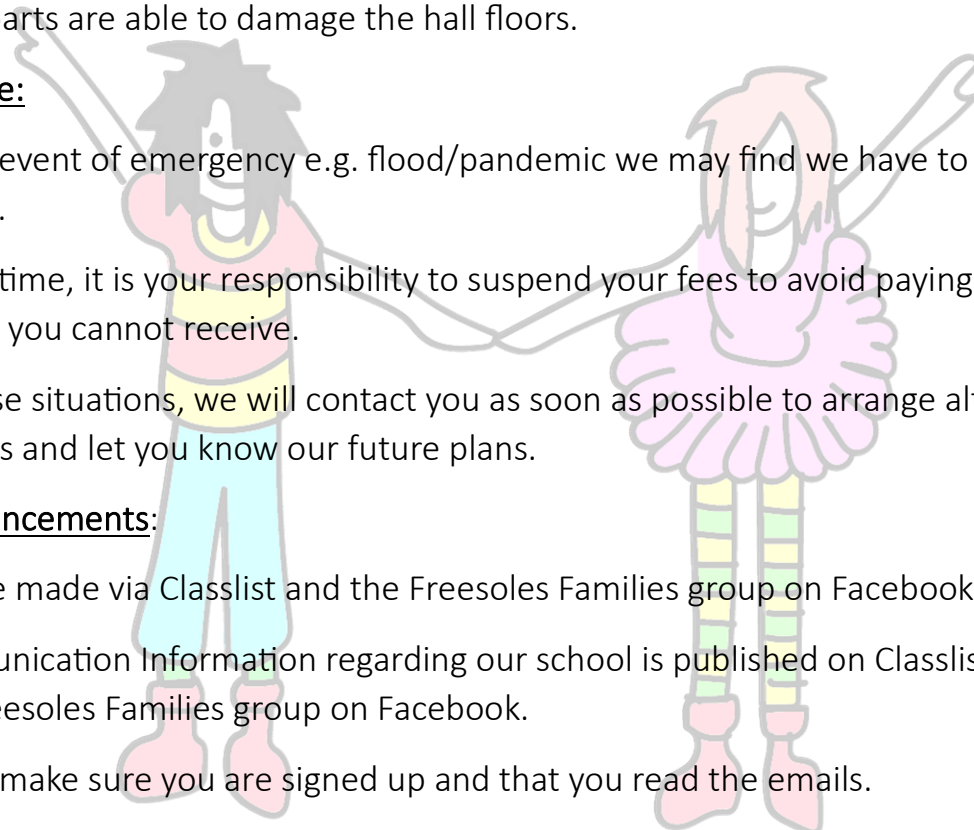 arts are able to damage the hall floors.
e:
event of emergency e.g. flood/pandemic we may find we have to
.
time, it is your responsibility to suspend your fees to avoid paying
you cannot receive.
se situations, we will contact you as soon as possible to arrange alt
s and let you know our future plans.
ncements:
e made via Classlist and the Freesoles Families group on Facebook
unication Information regarding our school is published on Classlis
eesoles Families group on Facebook.
make sure you are signed up and that you read the emails.